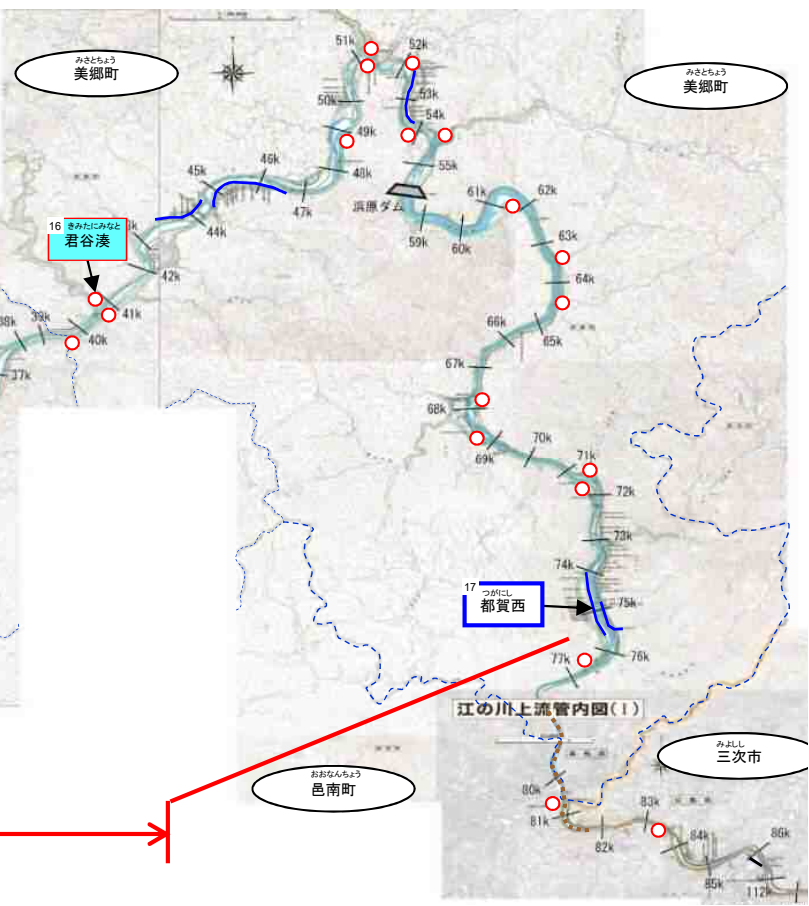 みさとちょう
美郷町
みさとちょう
美郷町
51k
52k
50k
53k
49k
54k
48k
55k
46k
45k
47k
44k
浜原ダム
61k
62k
59k
60k
63k
16 きみたにみなと
君谷湊
42k
64k
41k
66k
65k
39k
40k
67k
37k
68k
69k
70k
71k
72k
73k
74k
17 つがにし
都賀西
75k
76k
77k
江の川上流管内図(1)
みよしし
三次市
おおなんちょう
邑南町
80k
81k
82k
83k
84k
85k
86k
112k